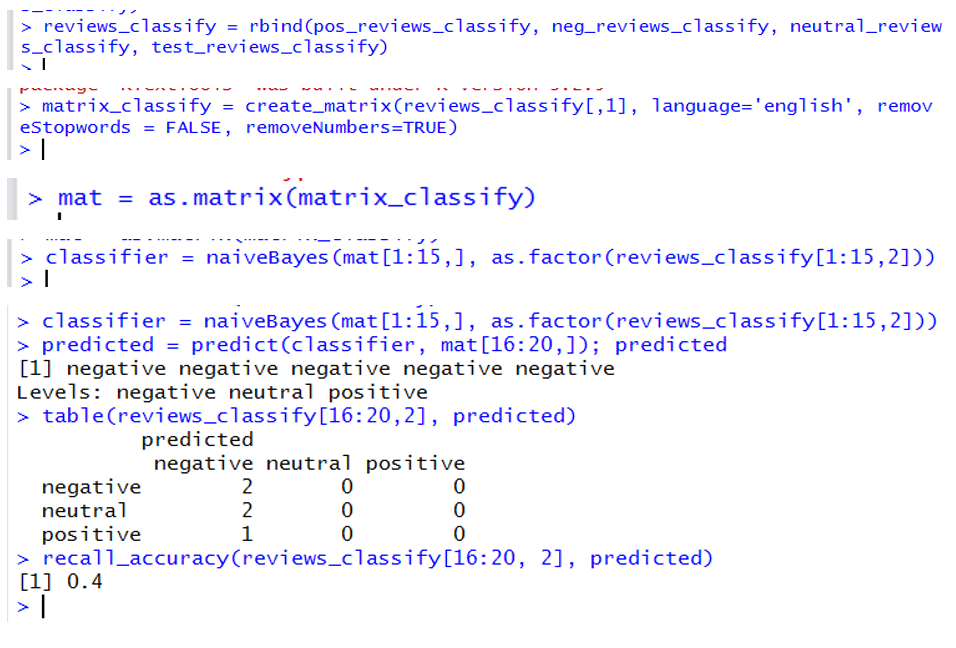 > reviews_classify = rbind(pos_reviews_classify, neg_reviews_classify, neutral_review
s_classify, test_reviews_classify)
>
> matrix_classify = create_matrix(reviews_classify[,1], language='english', remov
eStopwords = FALSE, removeNumbers=TRUE)
>
> mat = as.matrix(matrix_classify)
> classifier = naiveBayes(mat[1:15,], as.factor(reviews_classify[1:15,2]))
>
> classifier = naiveBayes(mat[1:15,], as.factor(reviews_classify[1:15,2]))
> predicted = predict(classifier, mat[16:20,]); predicted
[1] negative negative negative negative negative
Levels: negative neutral positive
> table(reviews_classify[16:20,2], predicted)
predicted
negative neutral positive
negative 2 0 0
neutral 2 0 0
positive 1 0 0
> recall_accuracy(reviews_classify[16:20, 2], predicted)
[1] 0.4
>